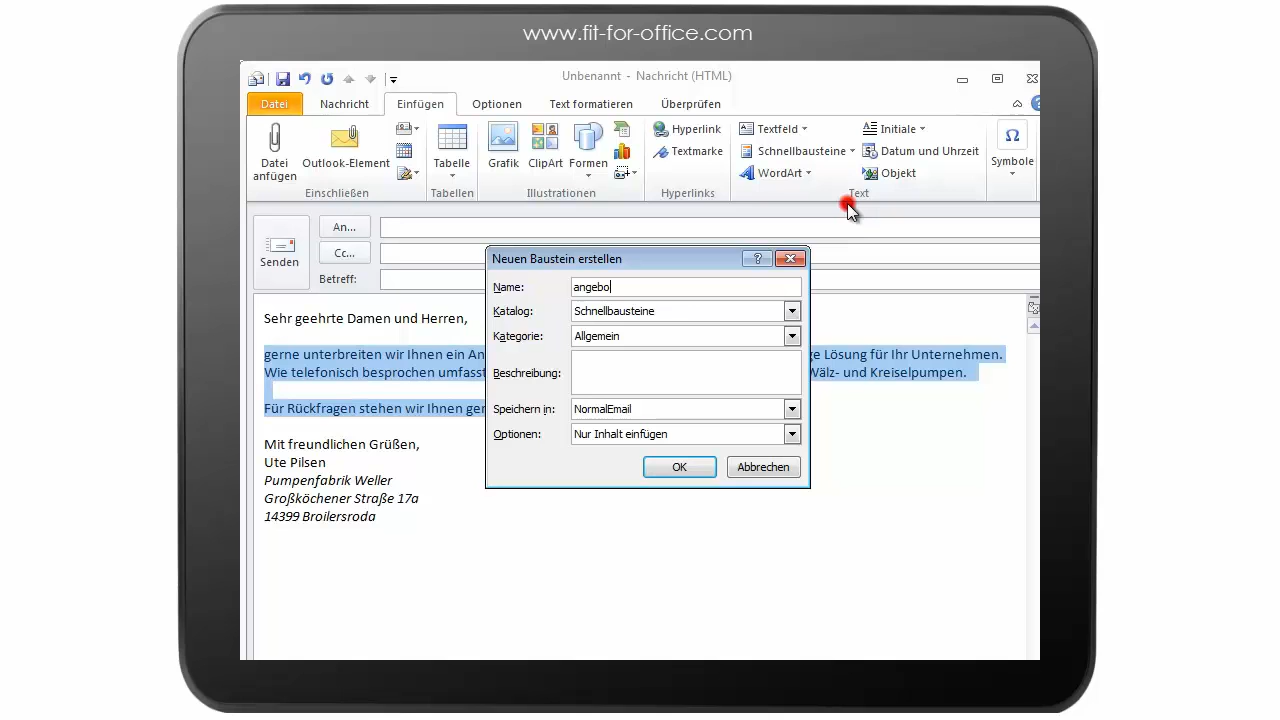 www.fit-for-office.com
Unbenannt - Nachricht (HTML)
Datei Nachricht Einfügen Optionen Text formatieren Überprüfen
Datei anfügen
Outlook-Element
Einschließen
Tabelle
Tabellen
Grafik
ClipArt
Formen
Illustrationen
Hyperlink
Textmarke
Hyperlinks
Textfeld
Schnellbausteine
WordArt
Initiale
Datum und Uhrzeit
Objekt
Text
Symbole
Senden
An...
Cc...
Betreff:
Neuen Baustein erstellen
?
Name: angebo
Katalog: Schnellbausteine
Kategorie: Allgemein
Beschreibung:
Speichern in: NormalEmail
Optionen: Nur Inhalt einfügen
OK Abbrechen
Sehr geehrte Damen und Herren,
gerne unterbreiten wir Ihnen ein Lösung für Ihr Unternehmen.
Wie telefonisch besprochen Wälz- und Kreiselpumpen.
Für Rückfragen stehen wir Ihnen
Mit freundlichen Grüßen,
Ute Pilsen
Pumpenfabrik Weller
Großköchener Straße 17a
14399 Broilersroda